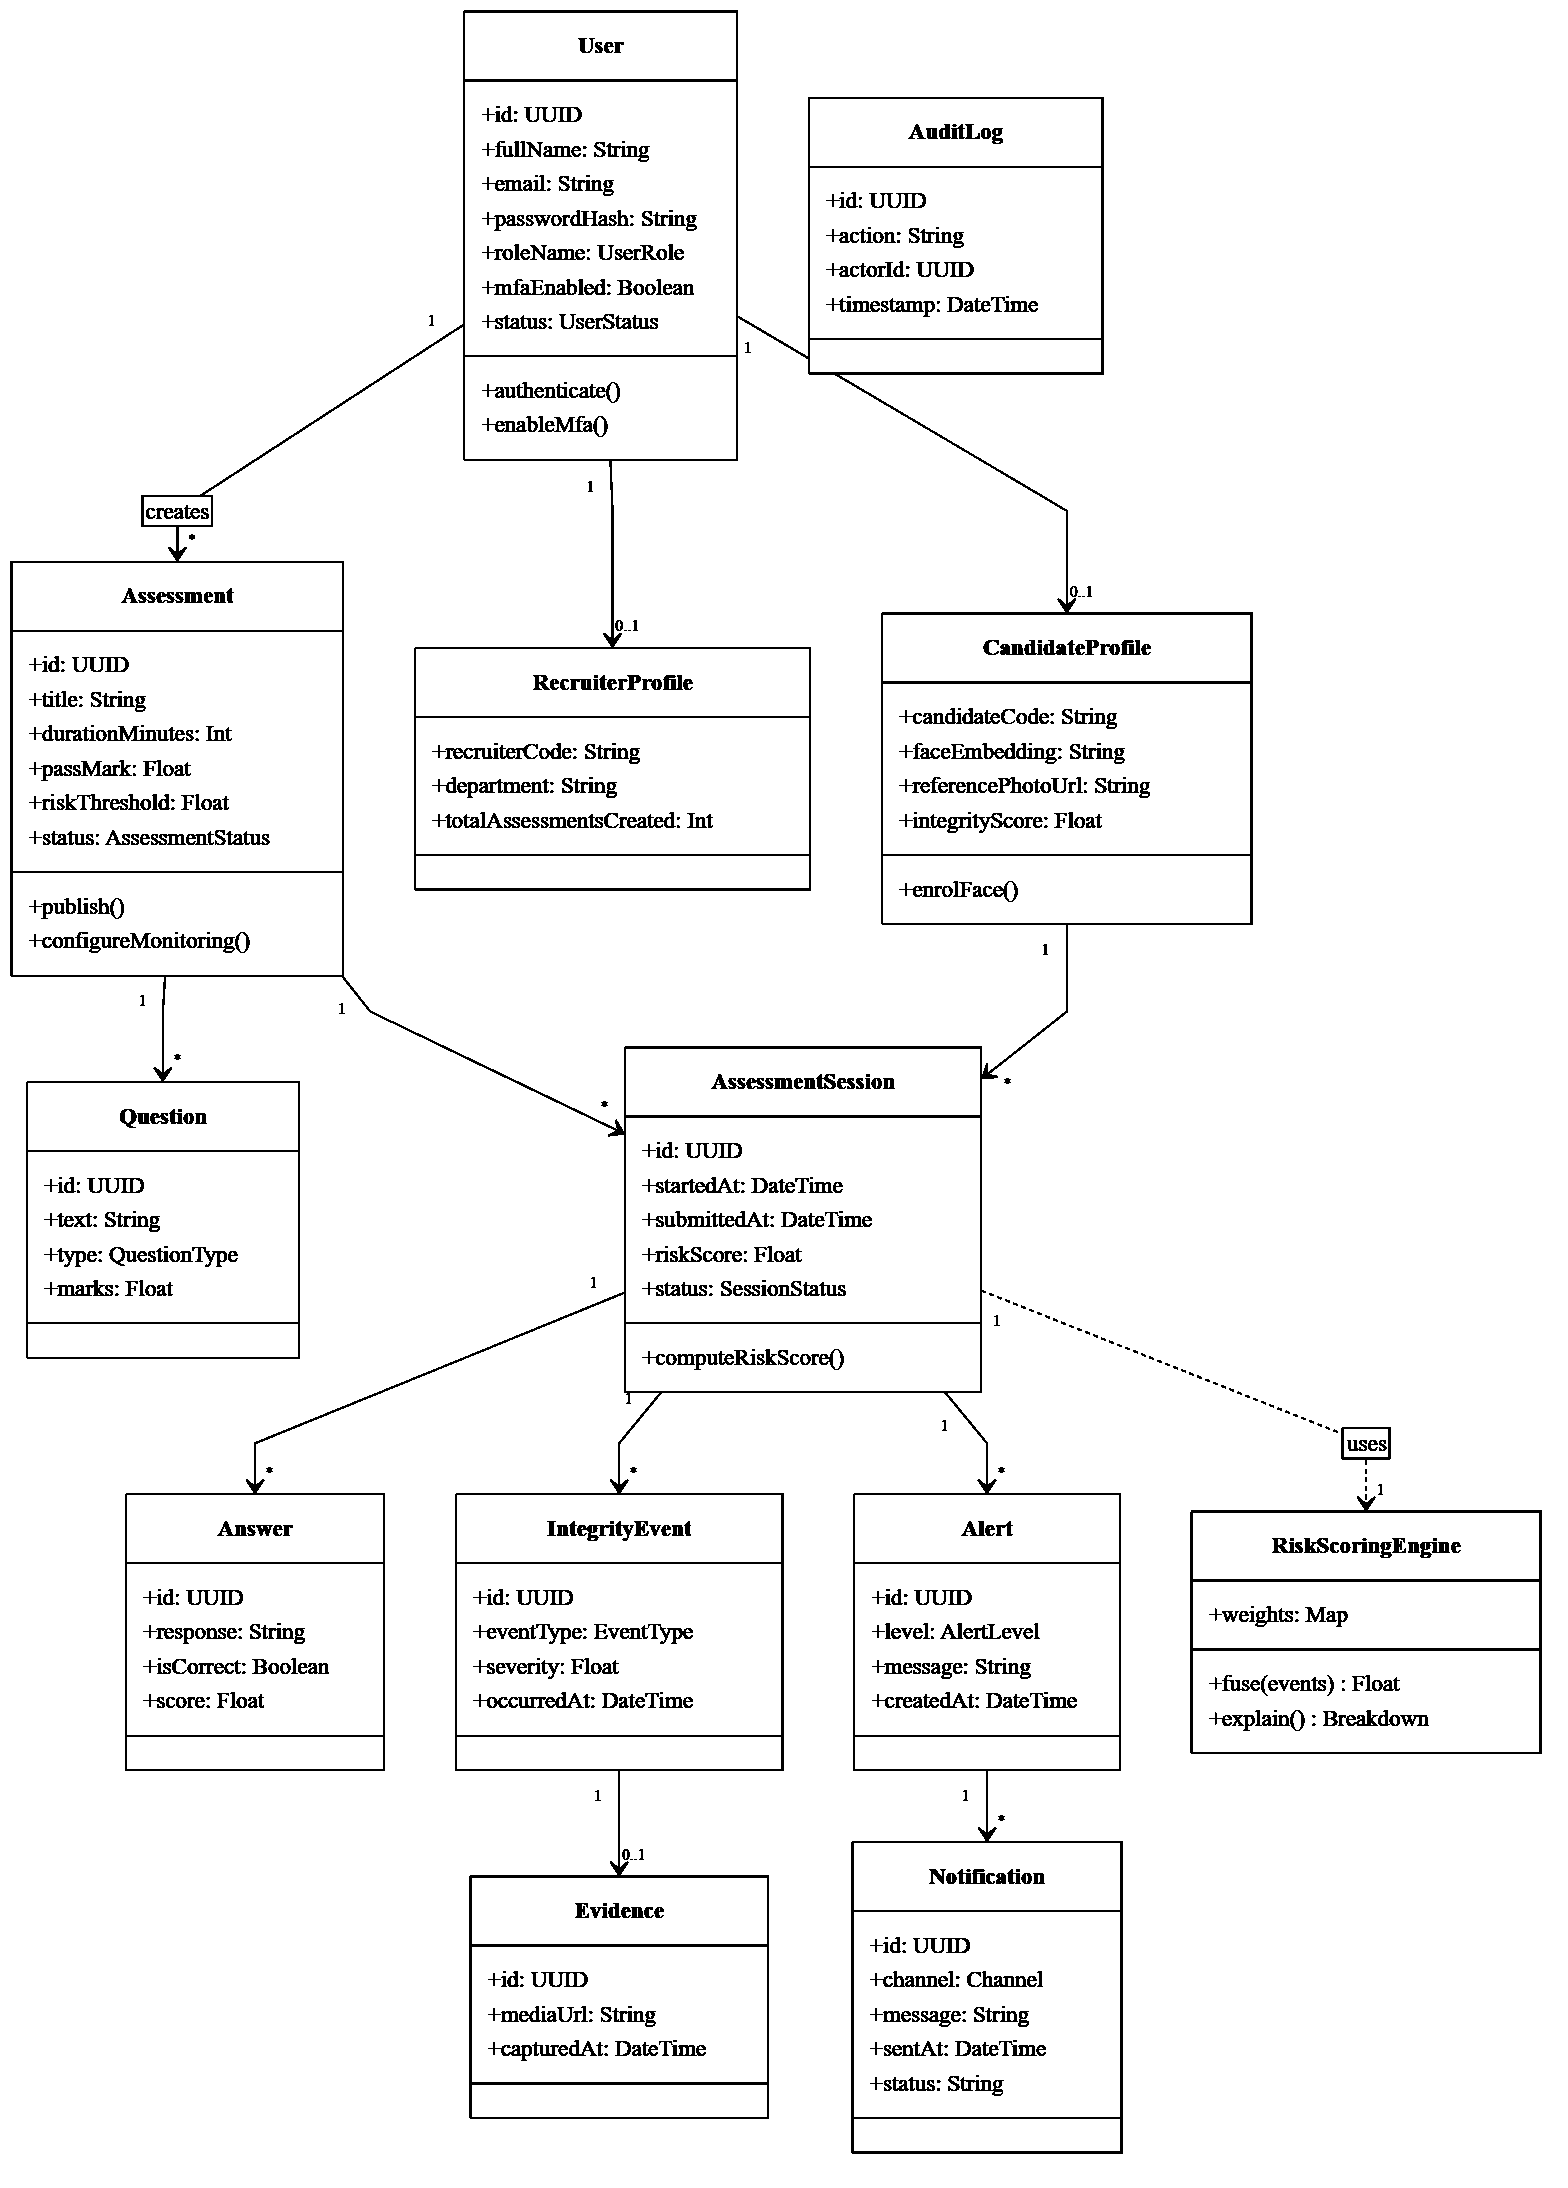 User
+id: UUID
+fullName: String
+email: String
+passwordHash: String
+roleName: UserRole
+mfaEnabled: Boolean
+status: UserStatus
+authenticate()
+enableMfa()
AuditLog
+id: UUID
+action: String
+actorId: UUID
+timestamp: DateTime
1
1
1
creates
*
0..1
0..1
Assessment
+id: UUID
+title: String
+durationMinutes: Int
+passMark: Float
+riskThreshold: Float
+status: AssessmentStatus
+publish()
+configureMonitoring()
RecruiterProfile
+recruiterCode: String
+department: String
+totalAssessmentsCreated: Int
CandidateProfile
+candidateCode: String
+faceEmbedding: String
+referencePhotoUrl: String
+integrityScore: Float
+enrolFace()
1
1
1
*
*
*
Question
+id: UUID
+text: String
+type: QuestionType
+marks: Float
AssessmentSession
+id: UUID
+startedAt: DateTime
+submittedAt: DateTime
+riskScore: Float
+status: SessionStatus
+computeRiskScore()
1
1
1
1
uses
*
*
*
1
Answer
+id: UUID
+response: String
+isCorrect: Boolean
+score: Float
IntegrityEvent
+id: UUID
+eventType: EventType
+severity: Float
+occurredAt: DateTime
Alert
+id: UUID
+level: AlertLevel
+message: String
+createdAt: DateTime
RiskScoringEngine
+weights: Map
+fuse(events) : Float
+explain() : Breakdown
1
1
0..1
*
Evidence
+id: UUID
+mediaUrl: String
+capturedAt: DateTime
Notification
+id: UUID
+channel: Channel
+message: String
+sentAt: DateTime
+status: String